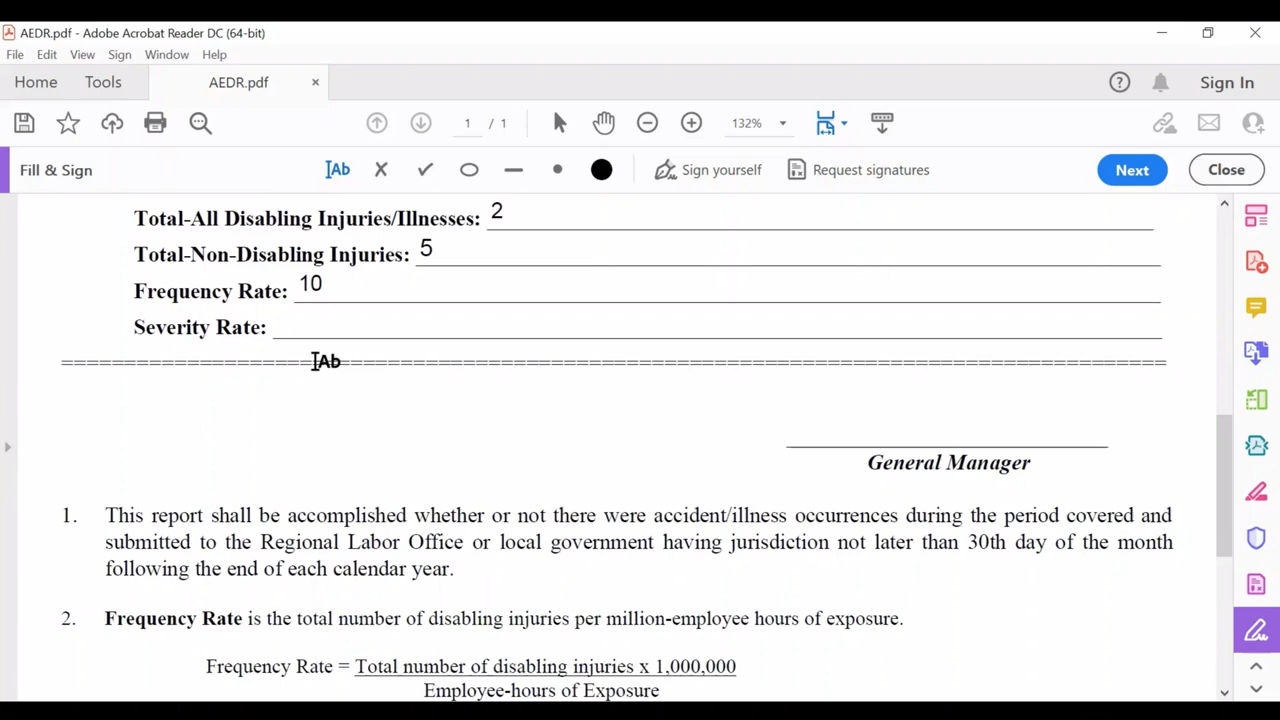 AEDR.pdf - Adobe Acrobat Reader DC (64-bit)
File Edit View Sign Window Help
Home Tools AEDR.pdf × Sign In
1 / 1 132%
Fill & Sign Ab Sign yourself Request signatures Next Close
Total-All Disabling Injuries/Illnesses: 2
Total-Non-Disabling Injuries: 5
Frequency Rate: 10
Severity Rate:
Ab
General Manager
1. This report shall be accomplished whether or not there were accident/illness occurrences during the period covered and
submitted to the Regional Labor Office or local government having jurisdiction not later than 30th day of the month
following the end of each calendar year.
2. Frequency Rate is the total number of disabling injuries per million-employee hours of exposure.
Frequency Rate = Total number of disabling injuries x 1,000,000
Employee-hours of Exposure